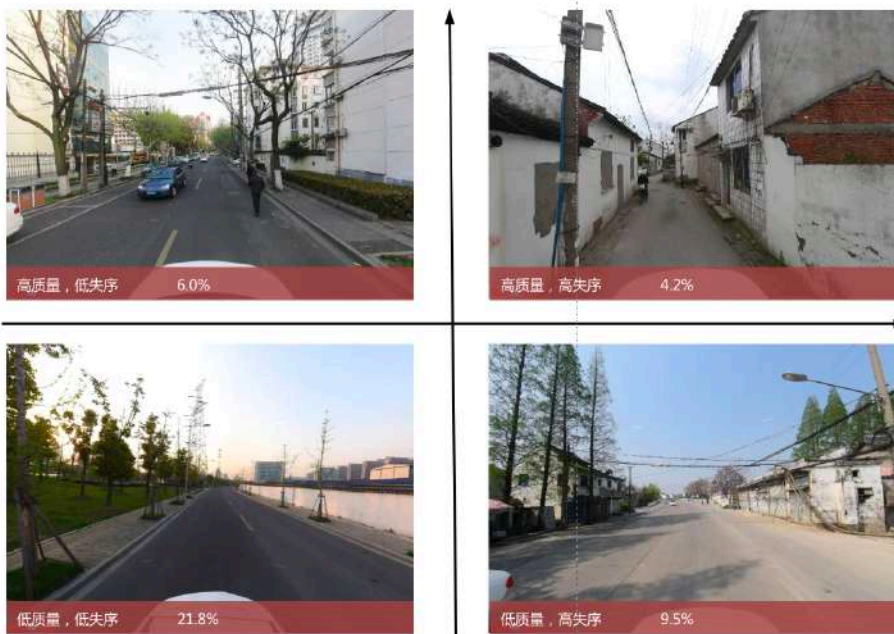 高质量，低失序 6.0%
高质量，高失序 4.2%
低质量，低失序 21.8%
低质量，高失序 9.5%